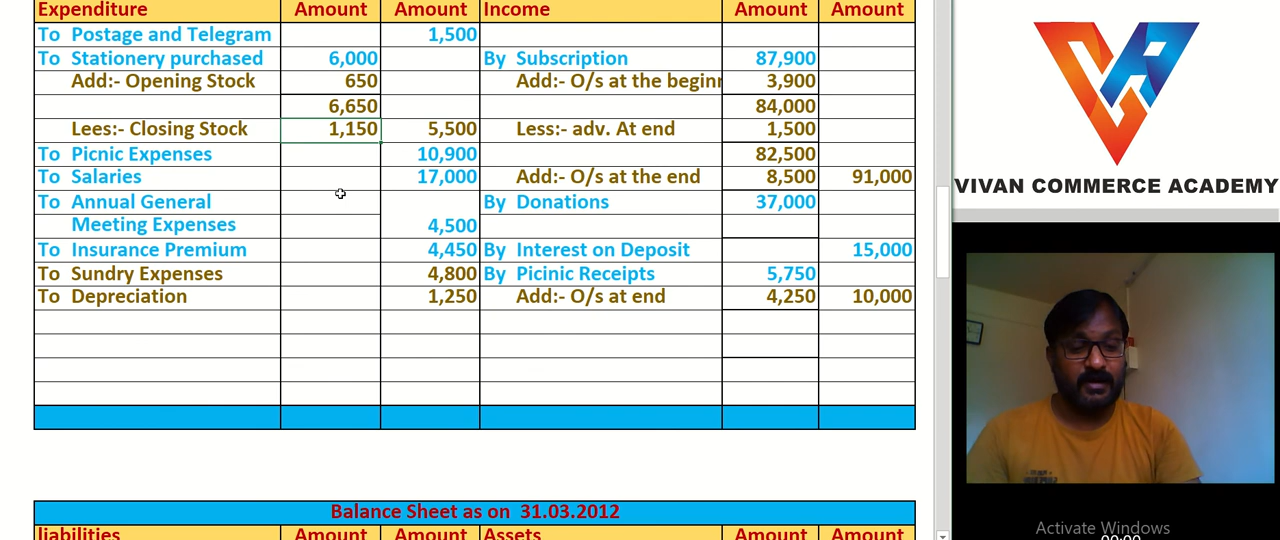 Expenditure Amount Amount Income Amount Amount
To Postage and Telegram 1,500
To Stationery purchased 6,000 By Subscription 87,900
Add:- Opening Stock 650 Add:- O/s at the beginn 3,900
6,650 84,000
Lees:- Closing Stock 1,150 5,500 Less:- adv. At end 1,500
To Picnic Expenses 10,900 82,500
To Salaries 17,000 Add:- O/s at the end 8,500 91,000
To Annual General By Donations 37,000
Meeting Expenses 4,500
To Insurance Premium 4,450 By Interest on Deposit 15,000
To Sundry Expenses 4,800 By Picinic Receipts 5,750
To Depreciation 1,250 Add:- O/s at end 4,250 10,000
Balance Sheet as on 31.03.2012
liabilities Amount Amount Assets Amount Amount
VIVAN COMMERCE ACADEMY
Activate Windows